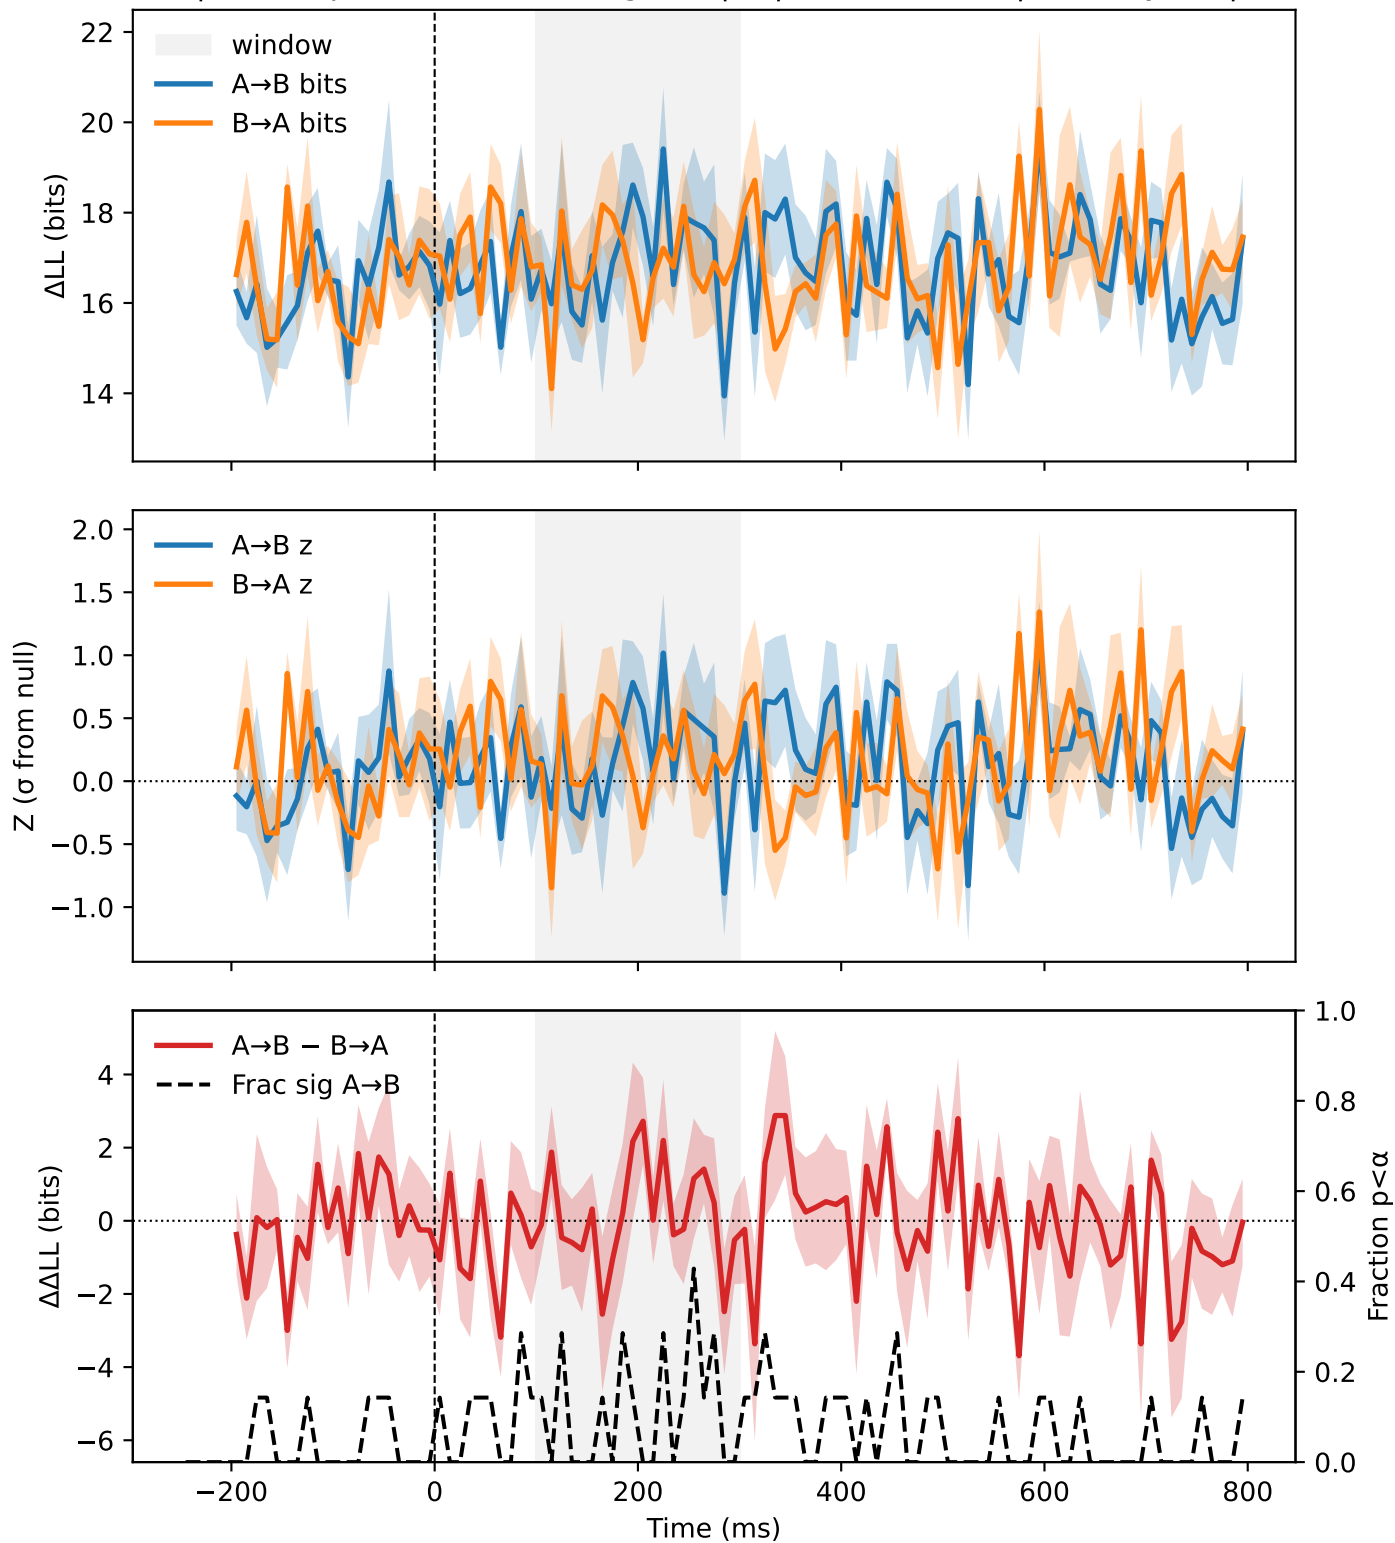 22
20
18
16
14
ΔLL (bits)
window
A→B bits
B→A bits
2.0
1.5
1.0
0.5
0.0
−0.5
−1.0
Z (σ from null)
A→B z
B→A z
4
2
0
−2
−4
−6
ΔΔLL (bits)
A→B − B→A
Frac sig A→B
1.0
0.8
0.6
0.4
0.2
0.0
Fraction p<α
−200
0
200
400
600
800
Time (ms)